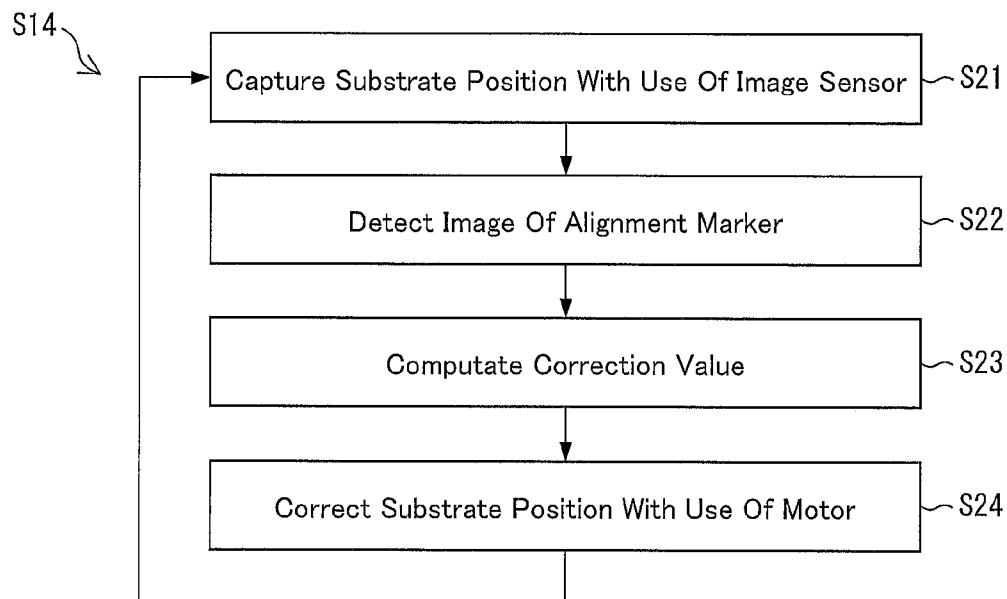 S14
Capture Substrate Position With Use Of Image Sensor
S21
Detect Image Of Alignment Marker
S22
Computate Correction Value
S23
Correct Substrate Position With Use Of Motor
S24